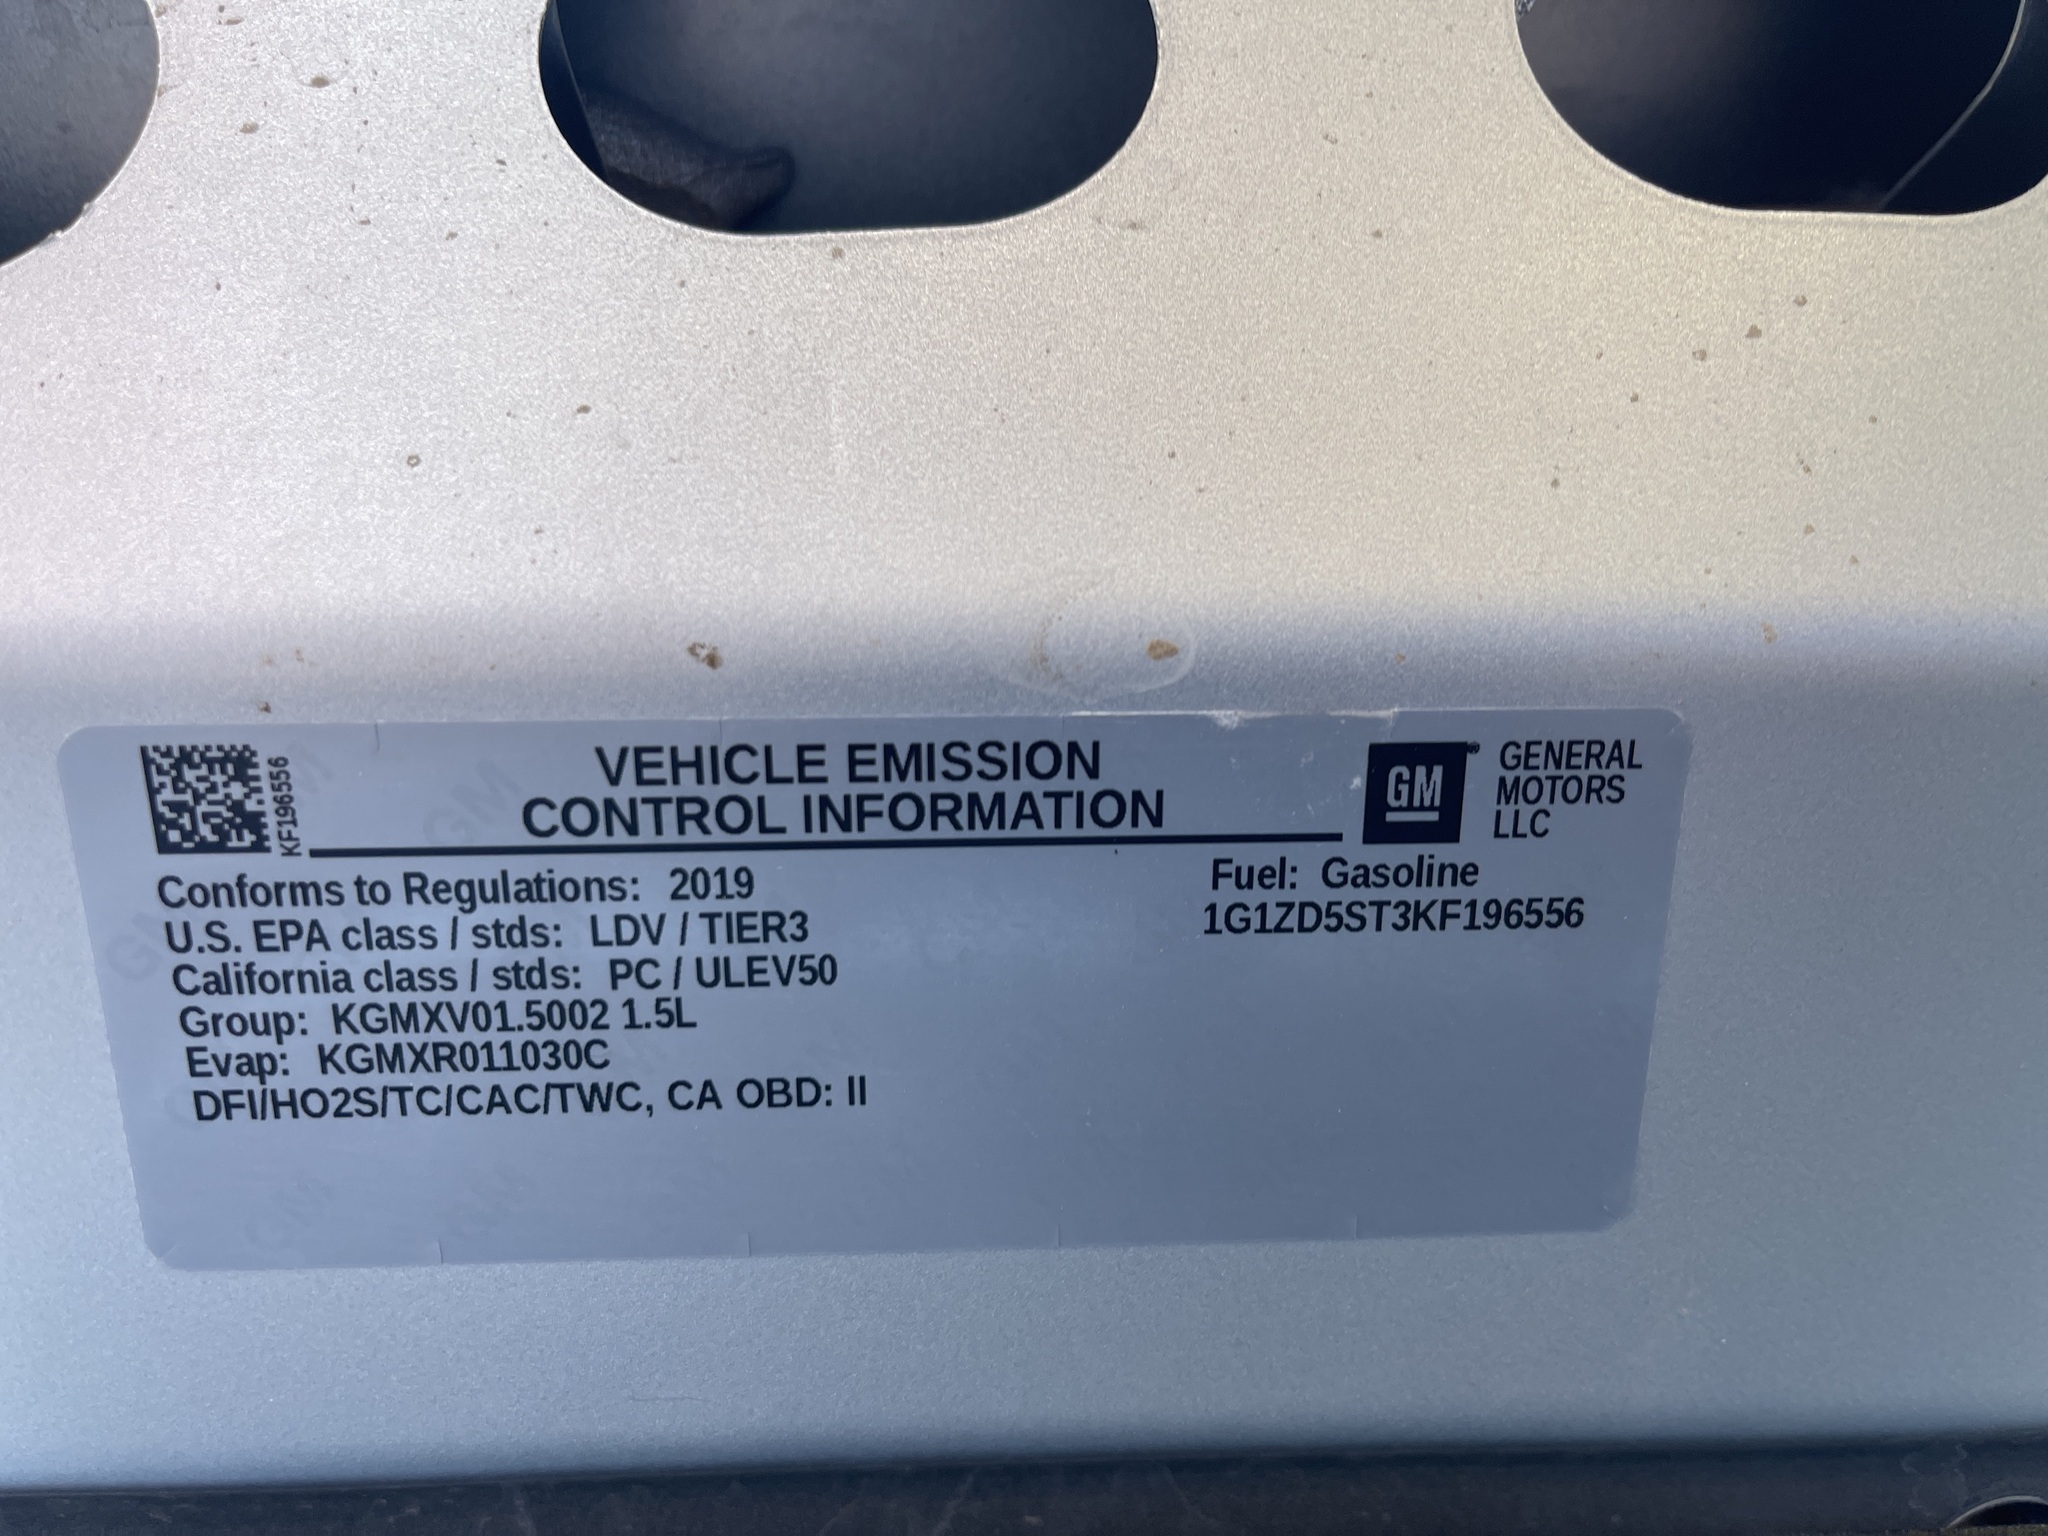 KF196556
VEHICLE EMISSION
CONTROL INFORMATION
GM®
GENERAL
MOTORS
LLC
Conforms to Regulations: 2019
U.S. EPA class / stds: LDV / TIER3
California class / stds: PC / ULEV50
Group: KGMXV01.5002 1.5L
Evap: KGMXR011030C
DFI/HO2S/TC/CAC/TWC, CA OBD: II
Fuel: Gasoline
1G1ZD5ST3KF196556